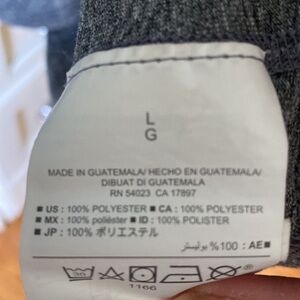 L
G
MADE IN GUATEMALA/ HECHO EN GUATEMALA/
DIBUAT DI GUATEMALA
RN 54023 CA 17897
■ US : 100% POLYESTER ■ CA : 100% POLYESTER
■ MX : 100% poliéster ■ ID : 100% POLISTER
■ JP : 100% ポリエステル
■ AE : 100% بوليستر
30
1166